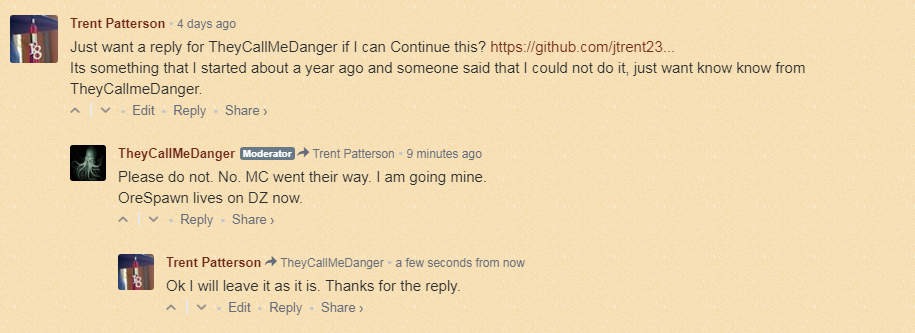 Trent Patterson • 4 days ago
Just want a reply for TheyCallMeDanger if I can Continue this? https://github.com/jtrent23...
Its something that I started about a year ago and someone said that I could not do it, just want know know from
TheyCallmeDanger.
Edit • Reply • Share ›
TheyCallMeDanger Moderator Trent Patterson • 9 minutes ago
Please do not. No. MC went their way. I am going mine.
OreSpawn lives on DZ now.
Reply • Share ›
Trent Patterson TheyCallMeDanger • a few seconds from now
Ok I will leave it as it is. Thanks for the reply.
Edit • Reply • Share ›